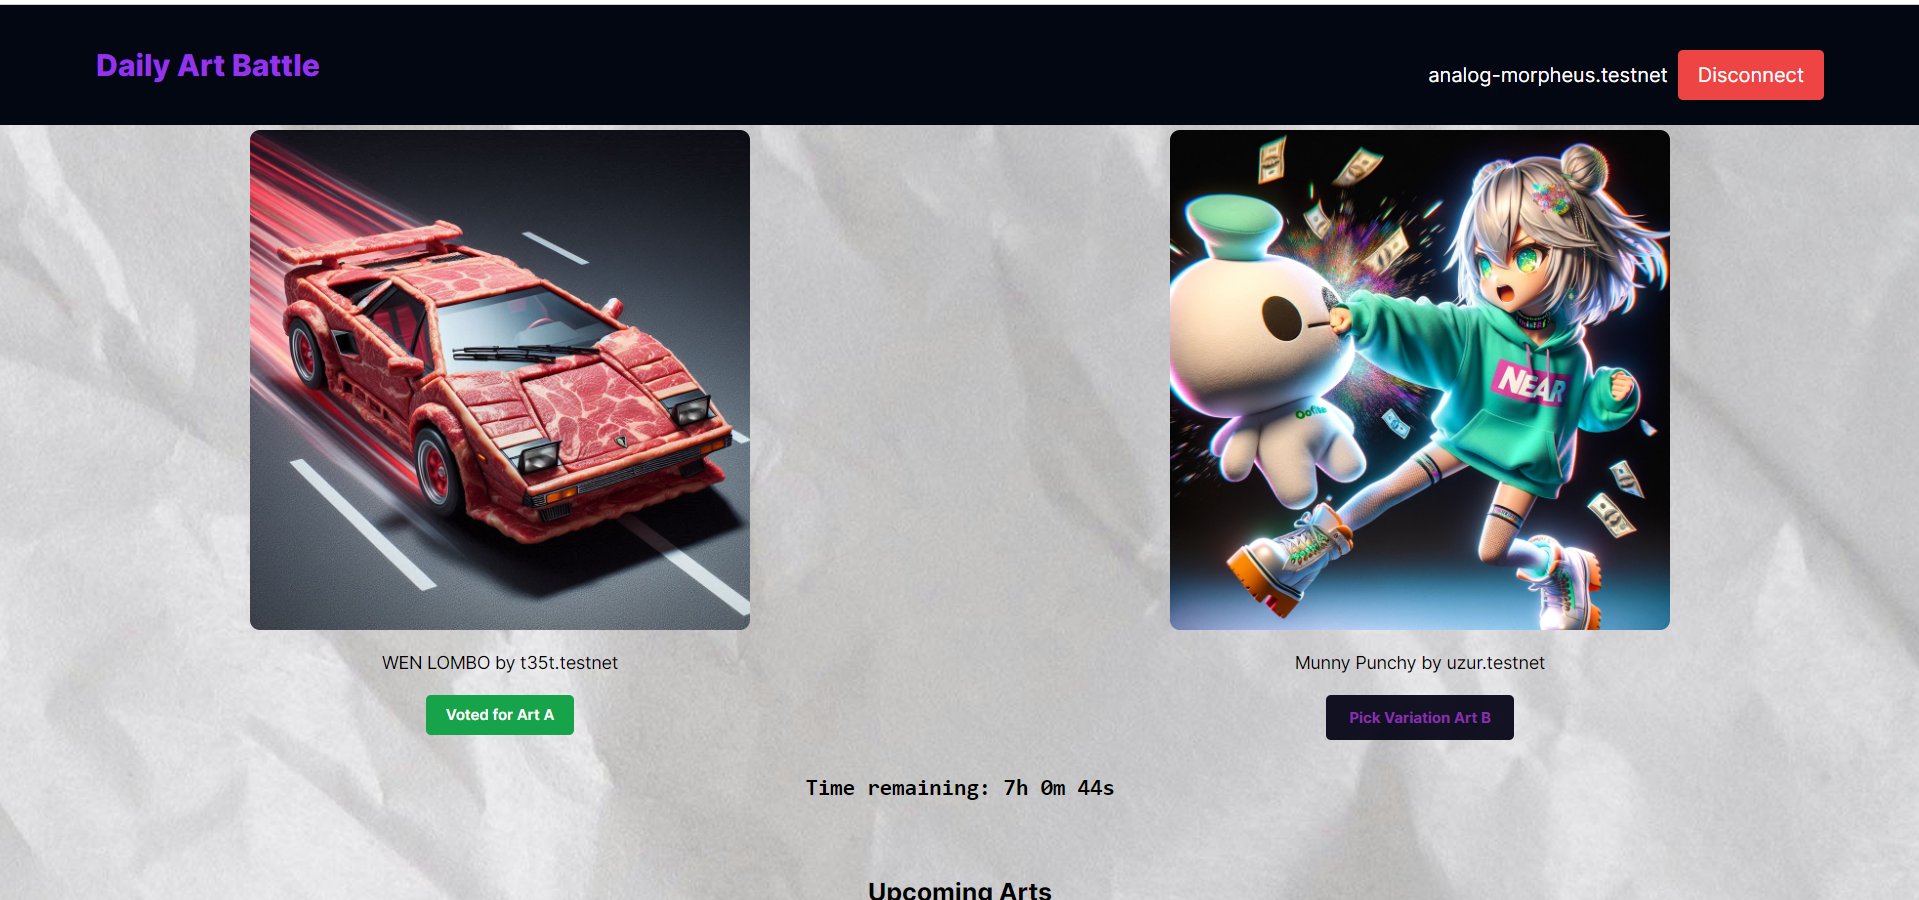 Daily Art Battle
analog-morpheus.testnet
Disconnect
NEAR
WEN LOMBO by t35t.testnet
Munny Punchy by uzur.testnet
Voted for Art A
Pick Variation Art B
Time remaining: 7h 0m 44s
Upcoming Arts